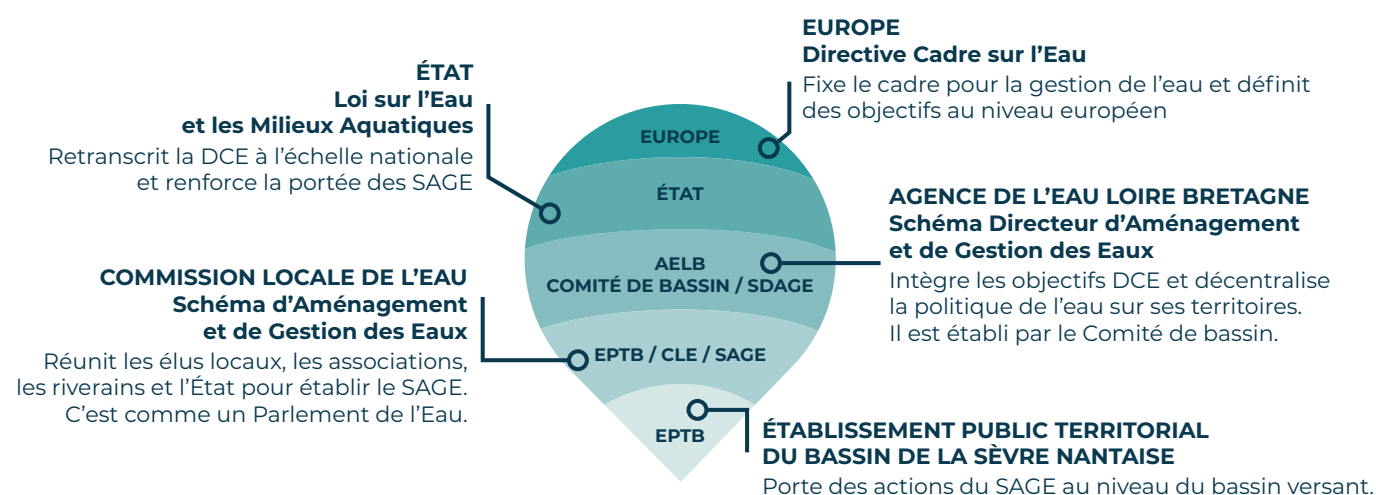 EUROPE
Directive Cadre sur l’Eau
Fixe le cadre pour la gestion de l’eau et définit
des objectifs au niveau européen
ÉTAT
Loi sur l’Eau
et les Milieux Aquatiques
Retranscrit la DCE à l’échelle nationale
et renforce la portée des SAGE
EUROPE
ÉTAT
AELB
COMITÉ DE BASSIN / SDAGE
EPTB / CLE / SAGE
EPTB
AGENCE DE L’EAU LOIRE BRETAGNE
Schéma Directeur d’Aménagement
et de Gestion des Eaux
Intègre les objectifs DCE et décentralise
la politique de l’eau sur ses territoires.
Il est établi par le Comité de bassin.
COMMISSION LOCALE DE L’EAU
Schéma d’Aménagement
et de Gestion des Eaux
Réunit les élus locaux, les associations,
les riverains et l’État pour établir le SAGE.
C’est comme un Parlement de l’Eau.
ÉTABLISSEMENT PUBLIC TERRITORIAL
DU BASSIN DE LA SÈVRE NANTAISE
Porte des actions du SAGE au niveau du bassin versant.